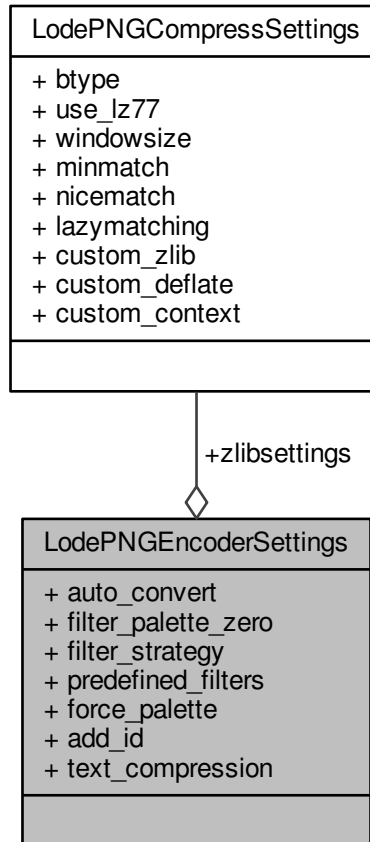 LodePNGCompressSettings
+ btype
+ use_lz77
+ windowsize
+ minmatch
+ nicematch
+ lazymatching
+ custom_zlib
+ custom_deflate
+ custom_context
+zlibsettings
LodePNGEncoderSettings
+ auto_convert
+ filter_palette_zero
+ filter_strategy
+ predefined_filters
+ force_palette
+ add_id
+ text_compression